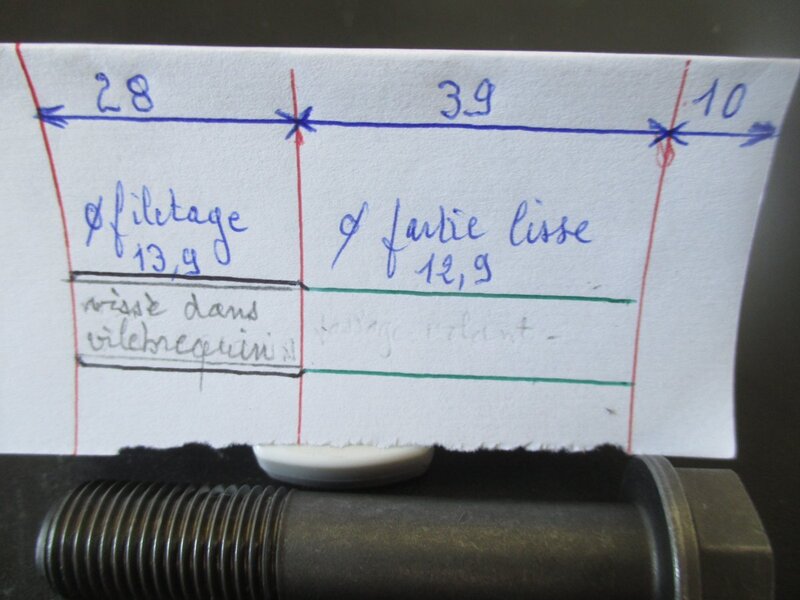 28 39 10
ø filetage
13,9
ø partie lisse
12,9
vissé dans
vilebrequin